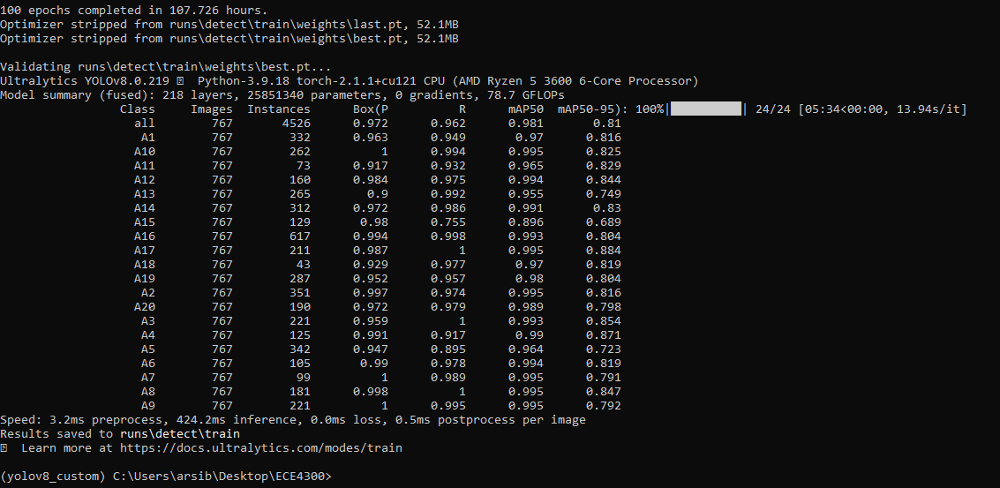 100 epochs completed in 107.726 hours.
Optimizer stripped from runs\detect\train\weights\last.pt, 52.1MB
Optimizer stripped from runs\detect\train\weights\best.pt, 52.1MB
Validating runs\detect\train\weights\best.pt...
Ultralytics YOLOv8.0.219 Python-3.9.18 torch-2.1.1+cu121 CPU (AMD Ryzen 5 3600 6-Core Processor)
Model summary (fused): 218 layers, 25851340 parameters, 0 gradients, 78.7 GFLOPs
Class Images Instances Box(P R mAP50 mAP50-95): 100%|██████████| 24/24 [05:34<00:00, 13.94s/it]
all 767 4526 0.972 0.962 0.981 0.81
A1 767 332 0.963 0.949 0.97 0.816
A10 767 262 1 0.994 0.995 0.825
A11 767 73 0.917 0.932 0.965 0.829
A12 767 160 0.984 0.975 0.994 0.844
A13 767 265 0.9 0.992 0.955 0.749
A14 767 312 0.972 0.986 0.991 0.83
A15 767 129 0.98 0.755 0.896 0.689
A16 767 617 0.994 0.998 0.993 0.804
A17 767 211 0.987 1 0.995 0.884
A18 767 43 0.929 0.977 0.97 0.819
A19 767 287 0.952 0.957 0.98 0.804
A2 767 351 0.997 0.974 0.995 0.816
A20 767 190 0.972 0.979 0.989 0.798
A3 767 221 0.959 1 0.993 0.854
A4 767 125 0.991 0.917 0.99 0.871
A5 767 342 0.947 0.895 0.964 0.723
A6 767 105 0.99 0.978 0.994 0.819
A7 767 99 1 0.989 0.995 0.791
A8 767 181 0.998 1 0.995 0.847
A9 767 221 1 0.995 0.995 0.792
Speed: 3.2ms preprocess, 424.2ms inference, 0.0ms loss, 0.5ms postprocess per image
Results saved to runs\detect\train
Learn more at https://docs.ultralytics.com/modes/train
(yolov8_custom) C:\Users\arsib\Desktop\ECE4300>